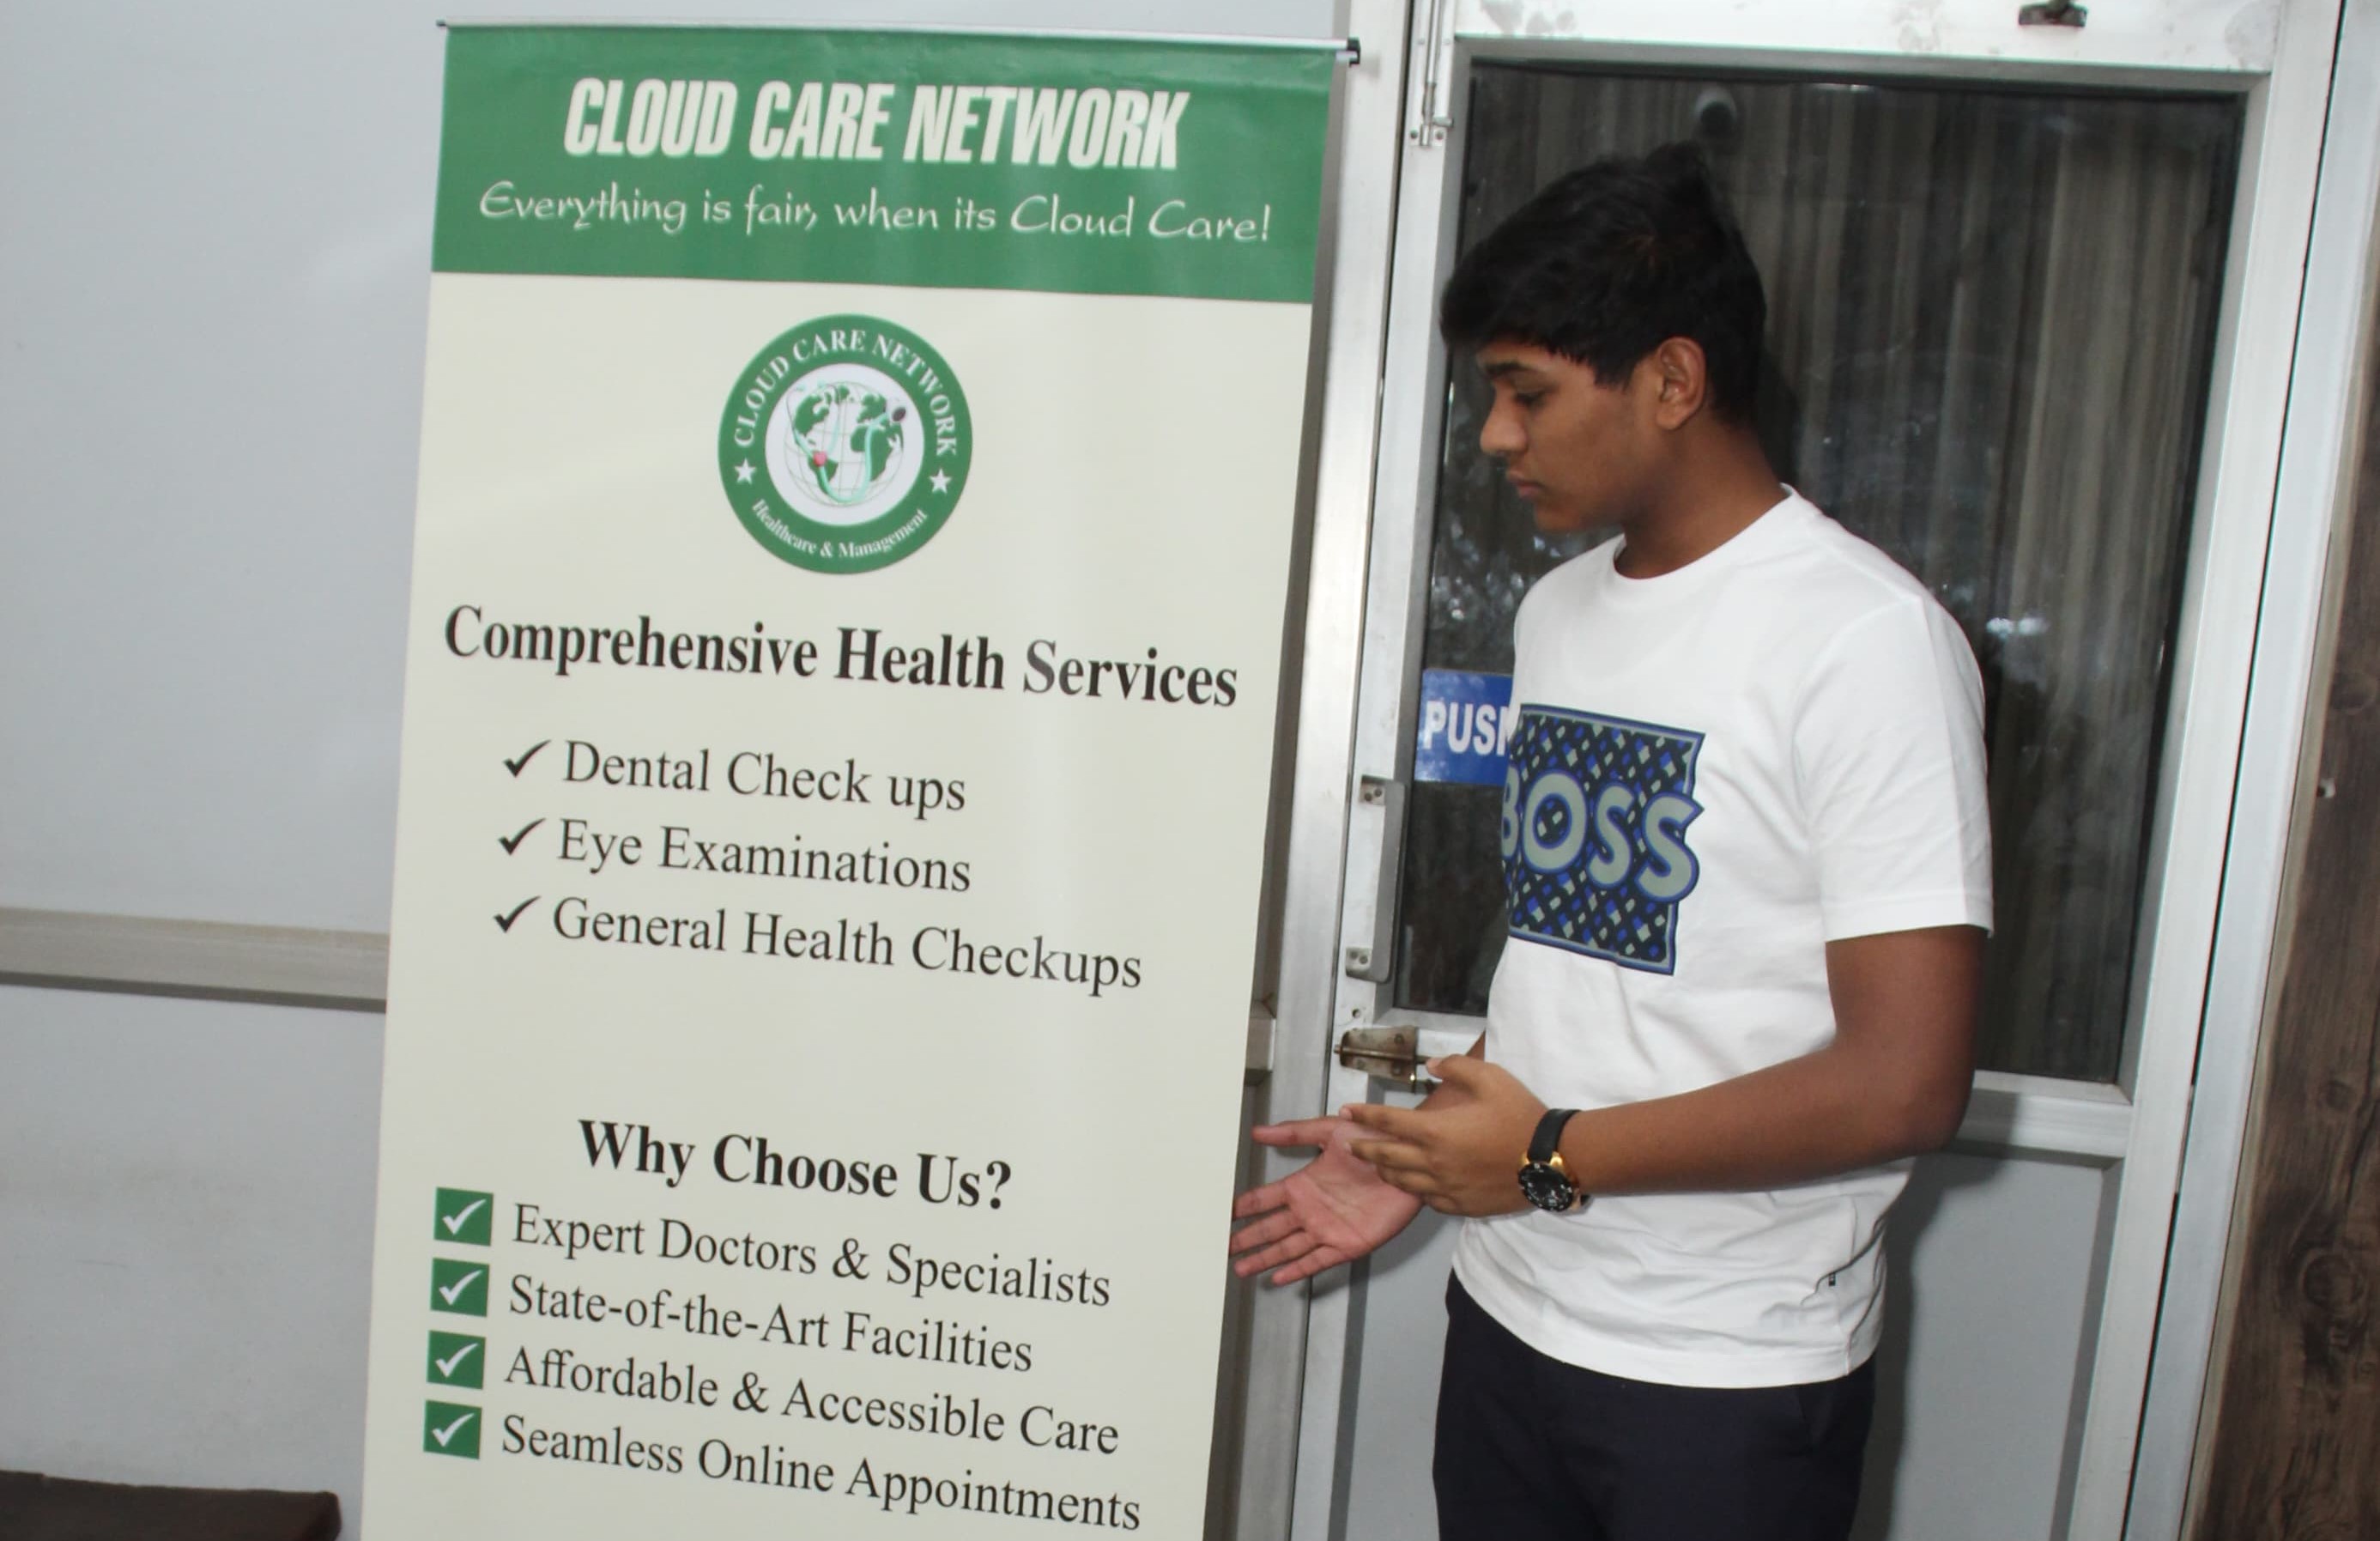 CLOUD CARE NETWORK
Everything is fair, when its Cloud Care!
CLOUD CARE NETWORK
Healthcare & Management
Comprehensive Health Services
Dental Check ups
Eye Examinations
General Health Checkups
Why Choose Us?
Expert Doctors & Specialists
State-of-the-Art Facilities
Affordable & Accessible Care
Seamless Online Appointments
PUSH
BOSS